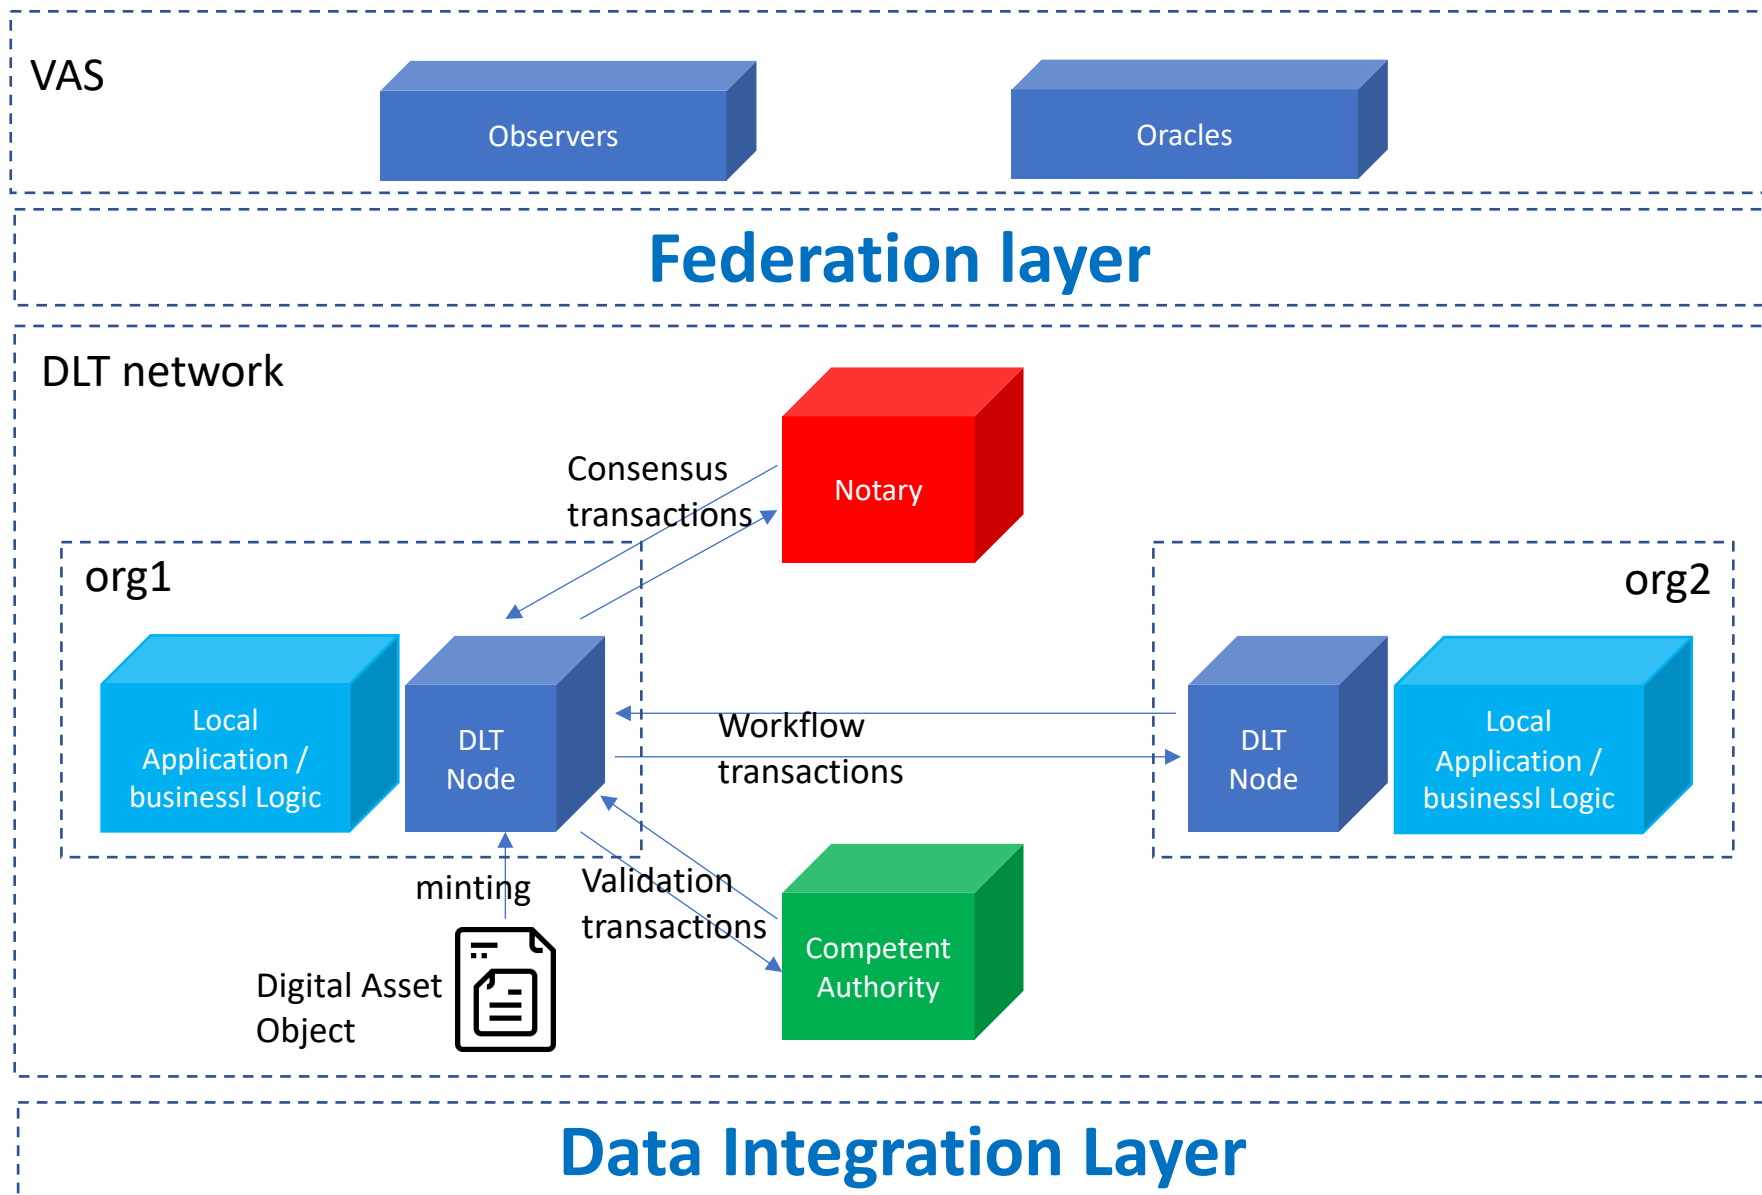 VAS
Observers
Oracles
Federation layer
DLT network
Consensus
transactions
Notary
org1
org2
Local
Application /
businessl Logic
DLT
Node
Workflow
transactions
DLT
Node
Local
Application /
businessl Logic
minting
Validation
transactions
Competent
Authority
Digital Asset
Object
Data Integration Layer